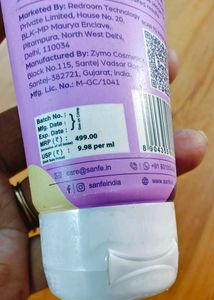 Marketed By: Redroom Technology
Private Limited, House No. 20,
BLK-MP Maurya Enclave,
Pitampura, North West Delhi,
Delhi, 110034
Manufactured By: Zymo Cosmetics
Block No.115, Santej Vadsar
Santej-382721, Gujarat, India.
Mfg. Lic. No.: M-GC/1041
Batch No. :
Mfg. Date :
Exp. Date :
MRP (₹) : 499.00
USP (₹) : 9.98 per ml
care@sanfe.in
sanfeindia